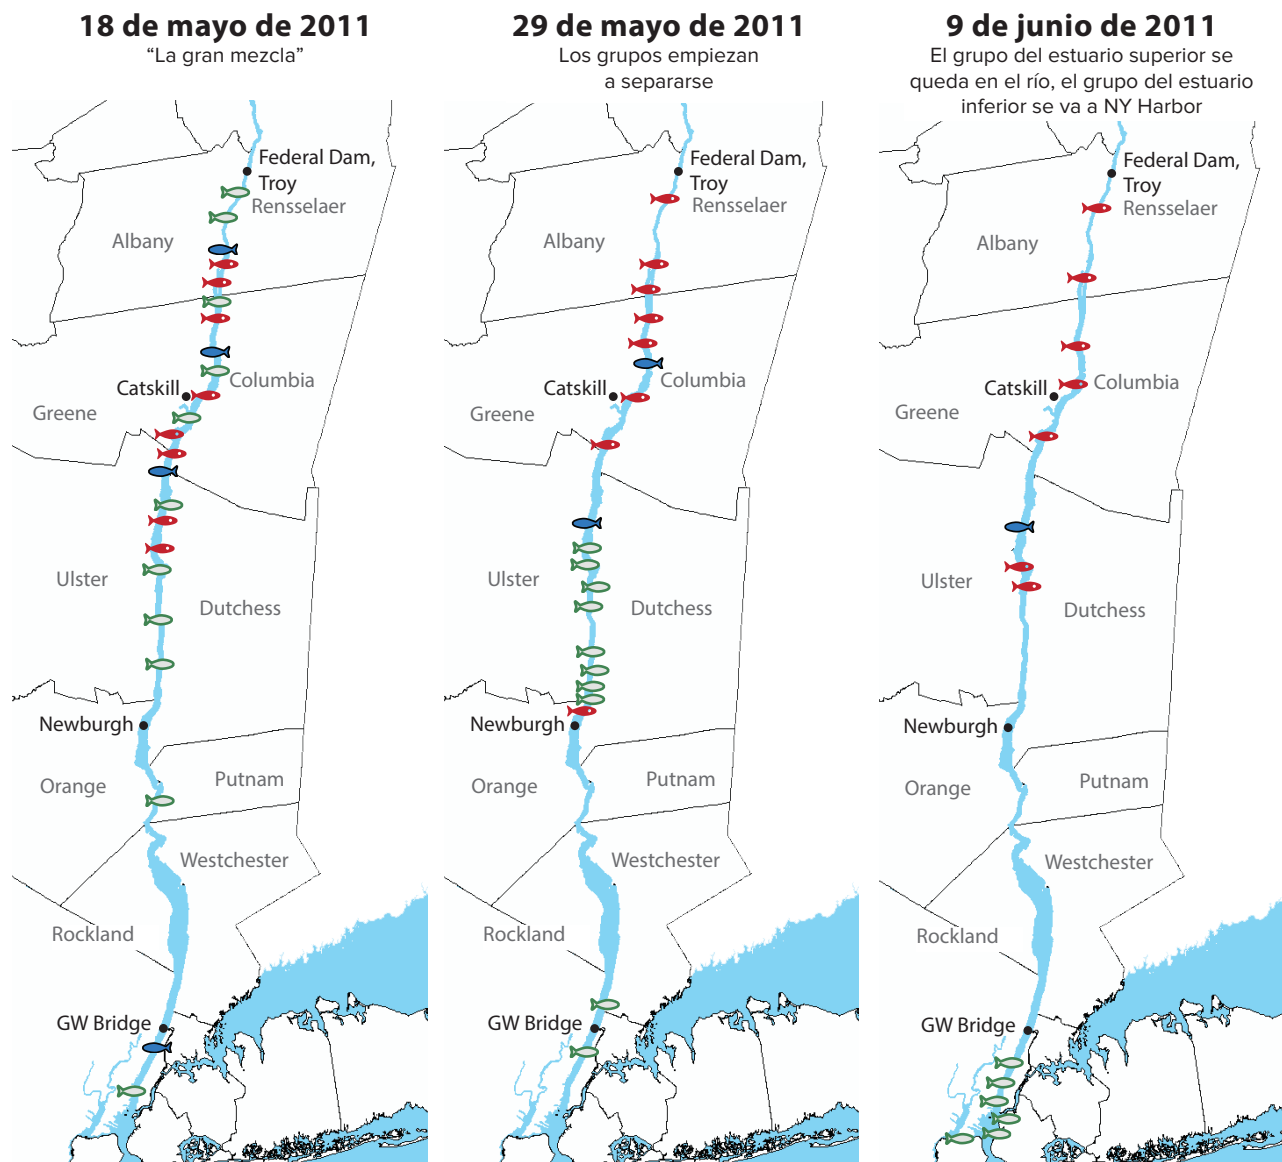 18 de mayo de 2011
“La gran mezcla”
Federal Dam,
Troy
Rensselaer
Albany
Catskill
Columbia
Greene
Ulster
Dutchess
Newburgh
Orange
Putnam
Westchester
Rockland
GW Bridge
29 de mayo de 2011
Los grupos empiezan
a separarse
Federal Dam,
Troy
Rensselaer
Albany
Catskill
Columbia
Greene
Ulster
Dutchess
Newburgh
Orange
Putnam
Westchester
Rockland
GW Bridge
9 de junio de 2011
El grupo del estuario superior se
queda en el río, el grupo del estuario
inferior se va a NY Harbor
Federal Dam,
Troy
Rensselaer
Albany
Catskill
Columbia
Greene
Ulster
Dutchess
Newburgh
Orange
Putnam
Westchester
Rockland
GW Bridge